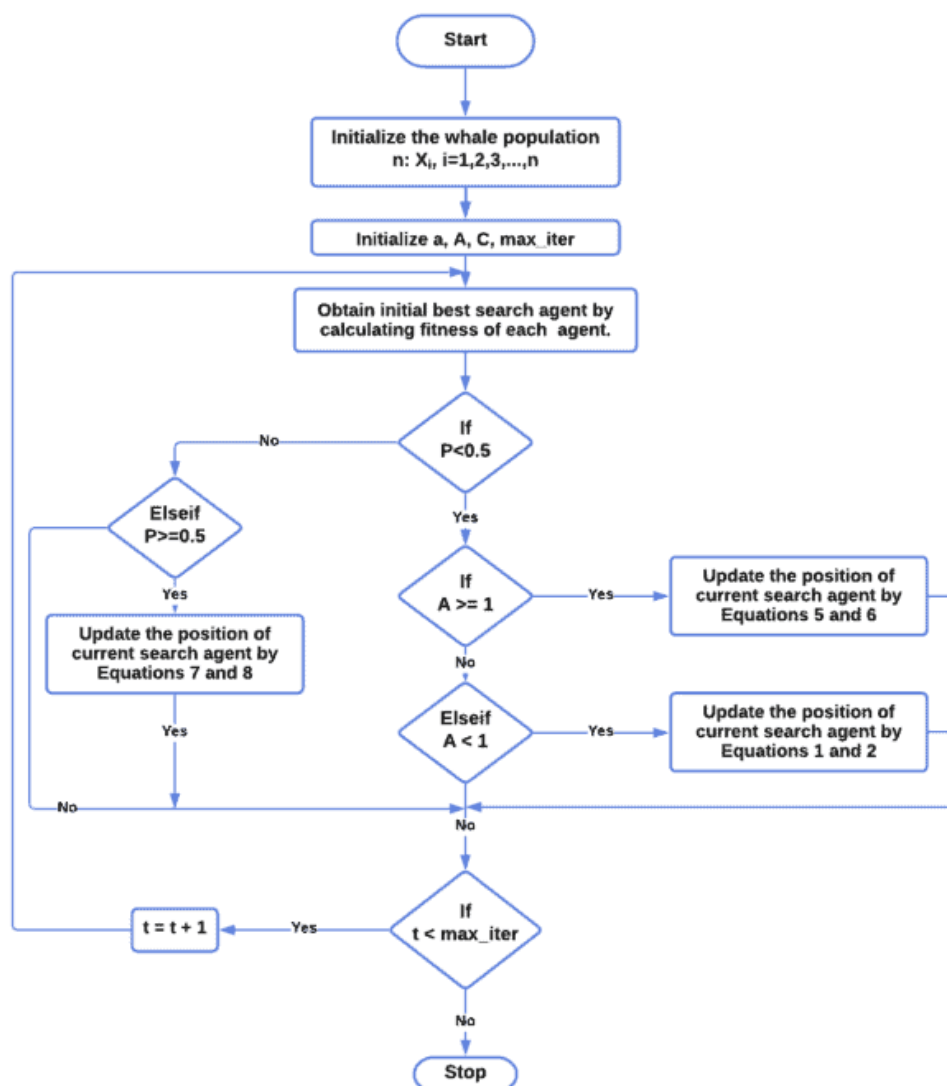 Start
Initialize the whale population
n: Xi, i=1,2,3,...,n
Initialize a, A, C, max_iter
Obtain initial best search agent by
calculating fitness of each agent.
If
P<0.5
No
Yes
Elseif
P>=0.5
Yes
Update the position of
current search agent by
Equations 7 and 8
Yes
No
If
A >= 1
Yes
Update the position of
current search agent by
Equations 5 and 6
No
Elseif
A < 1
Yes
Update the position of
current search agent by
Equations 1 and 2
No
If
t < max_iter
Yes
t = t + 1
No
Stop